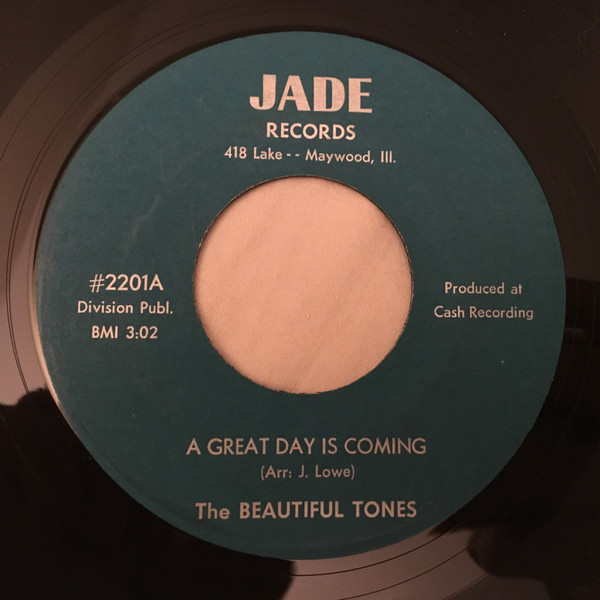 JADE
RECORDS
418 Lake -- Maywood, Ill.
#2201A
Division Publ.
BMI 3:02
Produced at
Cash Recording
A GREAT DAY IS COMING
(Arr: J. Lowe)
The BEAUTIFUL TONES